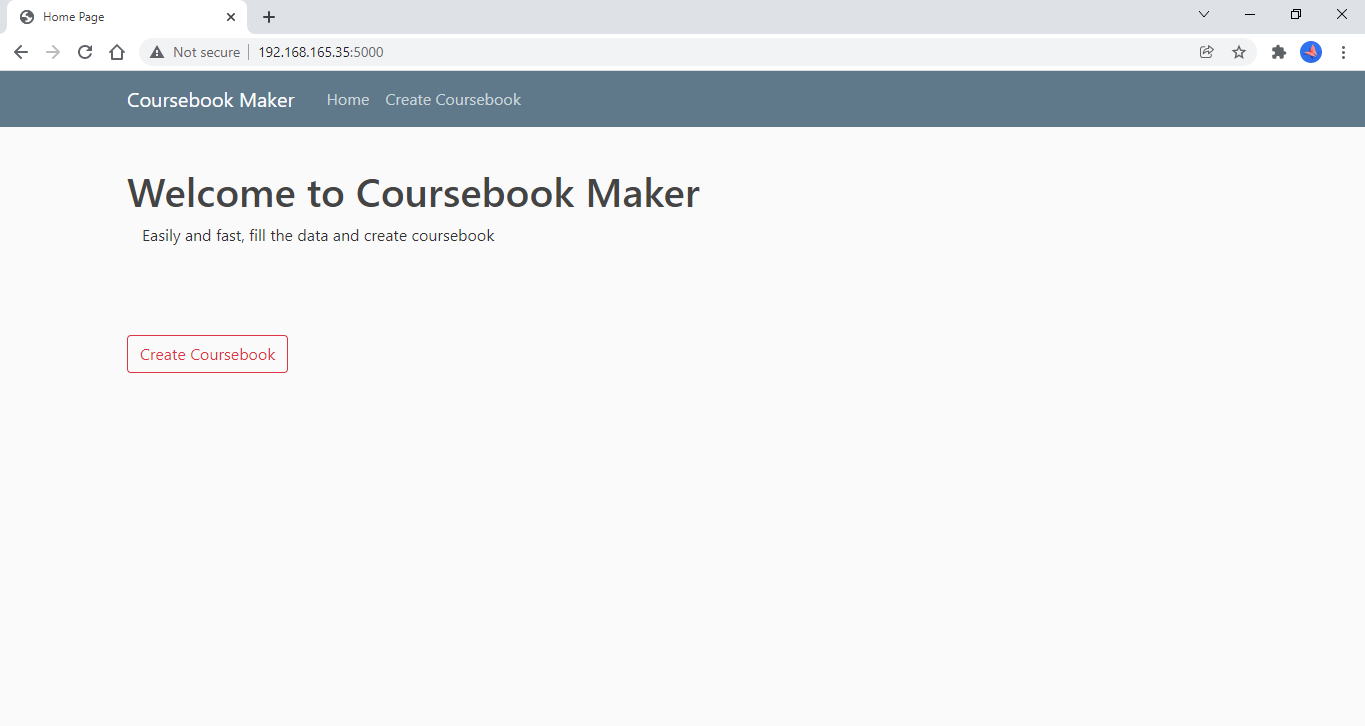 Home Page
Not secure 192.168.165.35:5000
Coursebook Maker Home Create Coursebook
Welcome to Coursebook Maker
Easily and fast, fill the data and create coursebook
Create Coursebook